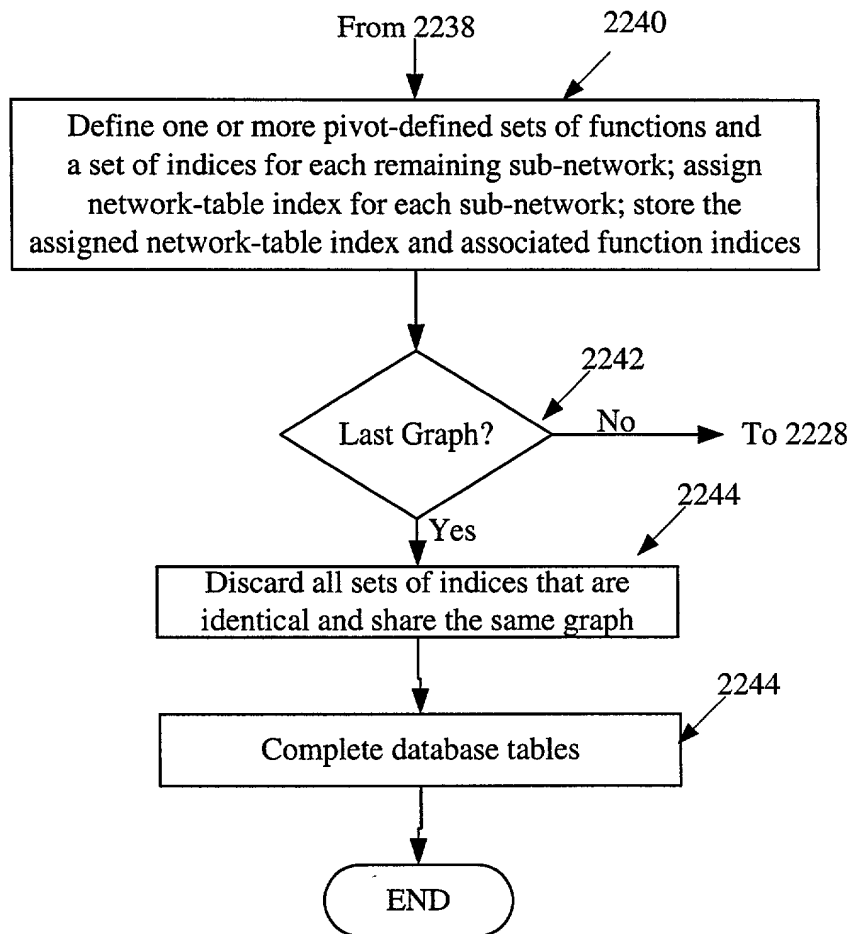 From 2238
2240
Define one or more pivot-defined sets of functions and
a set of indices for each remaining sub-network; assign
network-table index for each sub-network; store the
assigned network-table index and associated function indices
2242
Last Graph?
No
To 2228
Yes
2244
Discard all sets of indices that are
identical and share the same graph
2244
Complete database tables
END